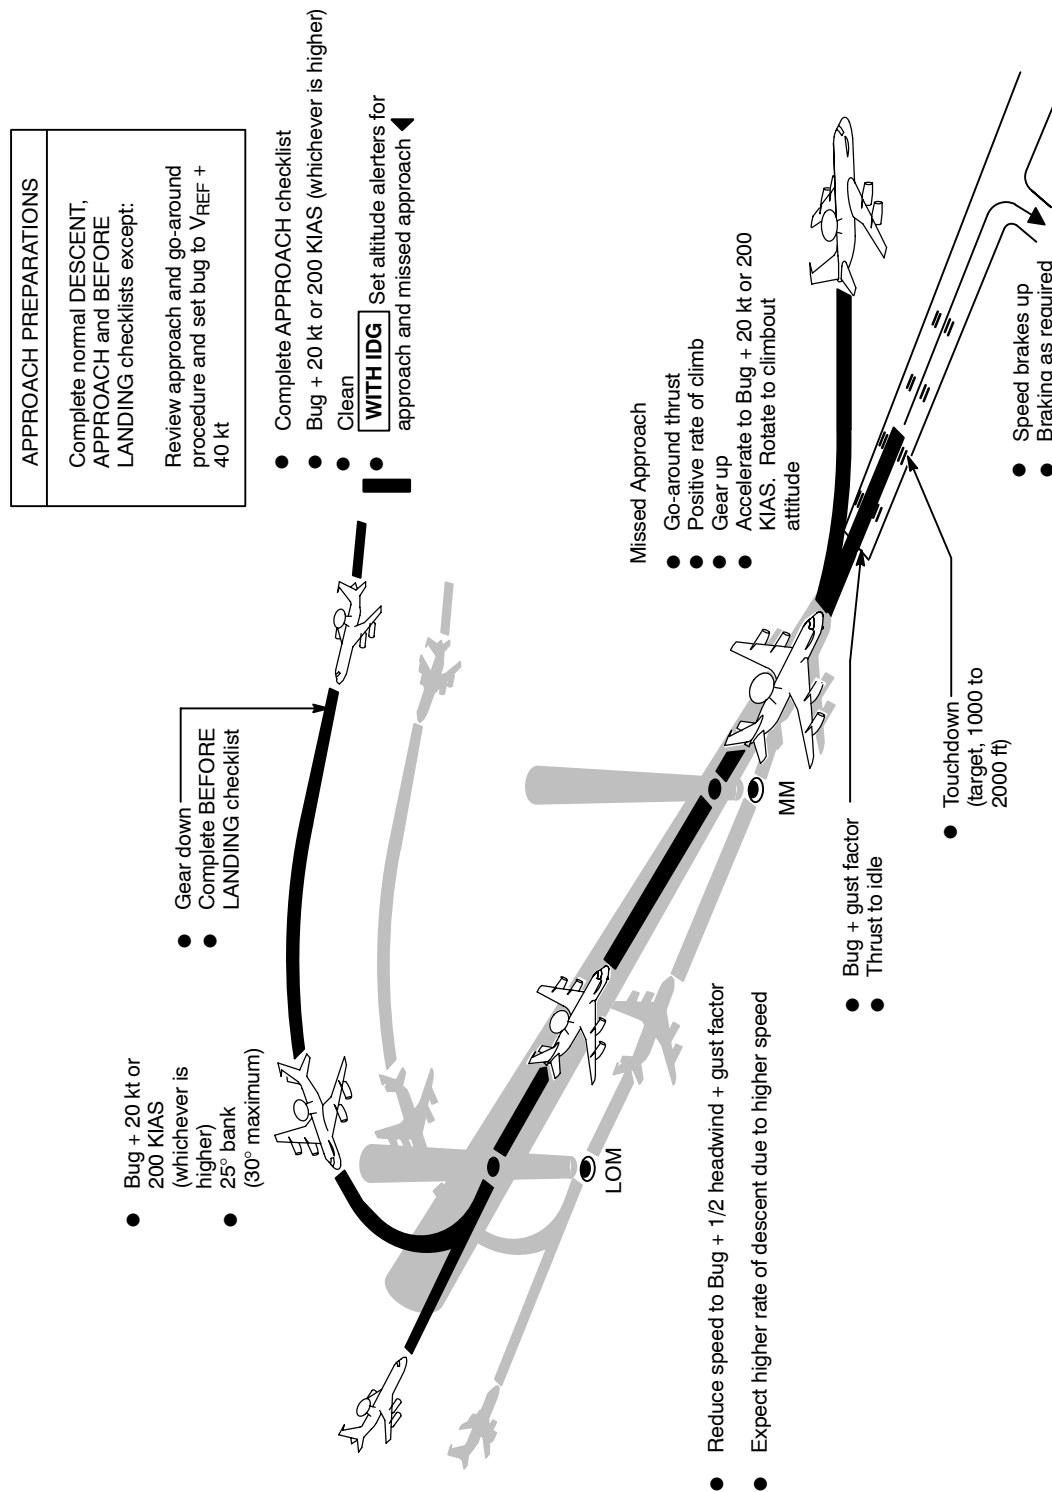 APPROACH PREPARATIONS
Complete normal DESCENT,
APPROACH and BEFORE
LANDING checklists except:
Review approach and go-around
procedure and set bug to VREF +
40 kt
● Complete APPROACH checklist
● Bug + 20 kt or 200 KIAS (whichever is higher)
● Clean
● WITH IDG Set altitude alerters for
approach and missed approach
● Gear down
● Complete BEFORE
LANDING checklist
● Bug + 20 kt or
200 KIAS
(whichever is
higher)
● 25° bank
(30° maximum)
LOM
MM
● Reduce speed to Bug + 1/2 headwind + gust factor
● Expect higher rate of descent due to higher speed
Missed Approach
● Go-around thrust
● Positive rate of climb
● Gear up
● Accelerate to Bug + 20 kt or 200
KIAS. Rotate to climbout
attitude
● Bug + gust factor
● Thrust to idle
● Touchdown
(target, 1000 to
2000 ft)
● Speed brakes up
● Braking as required